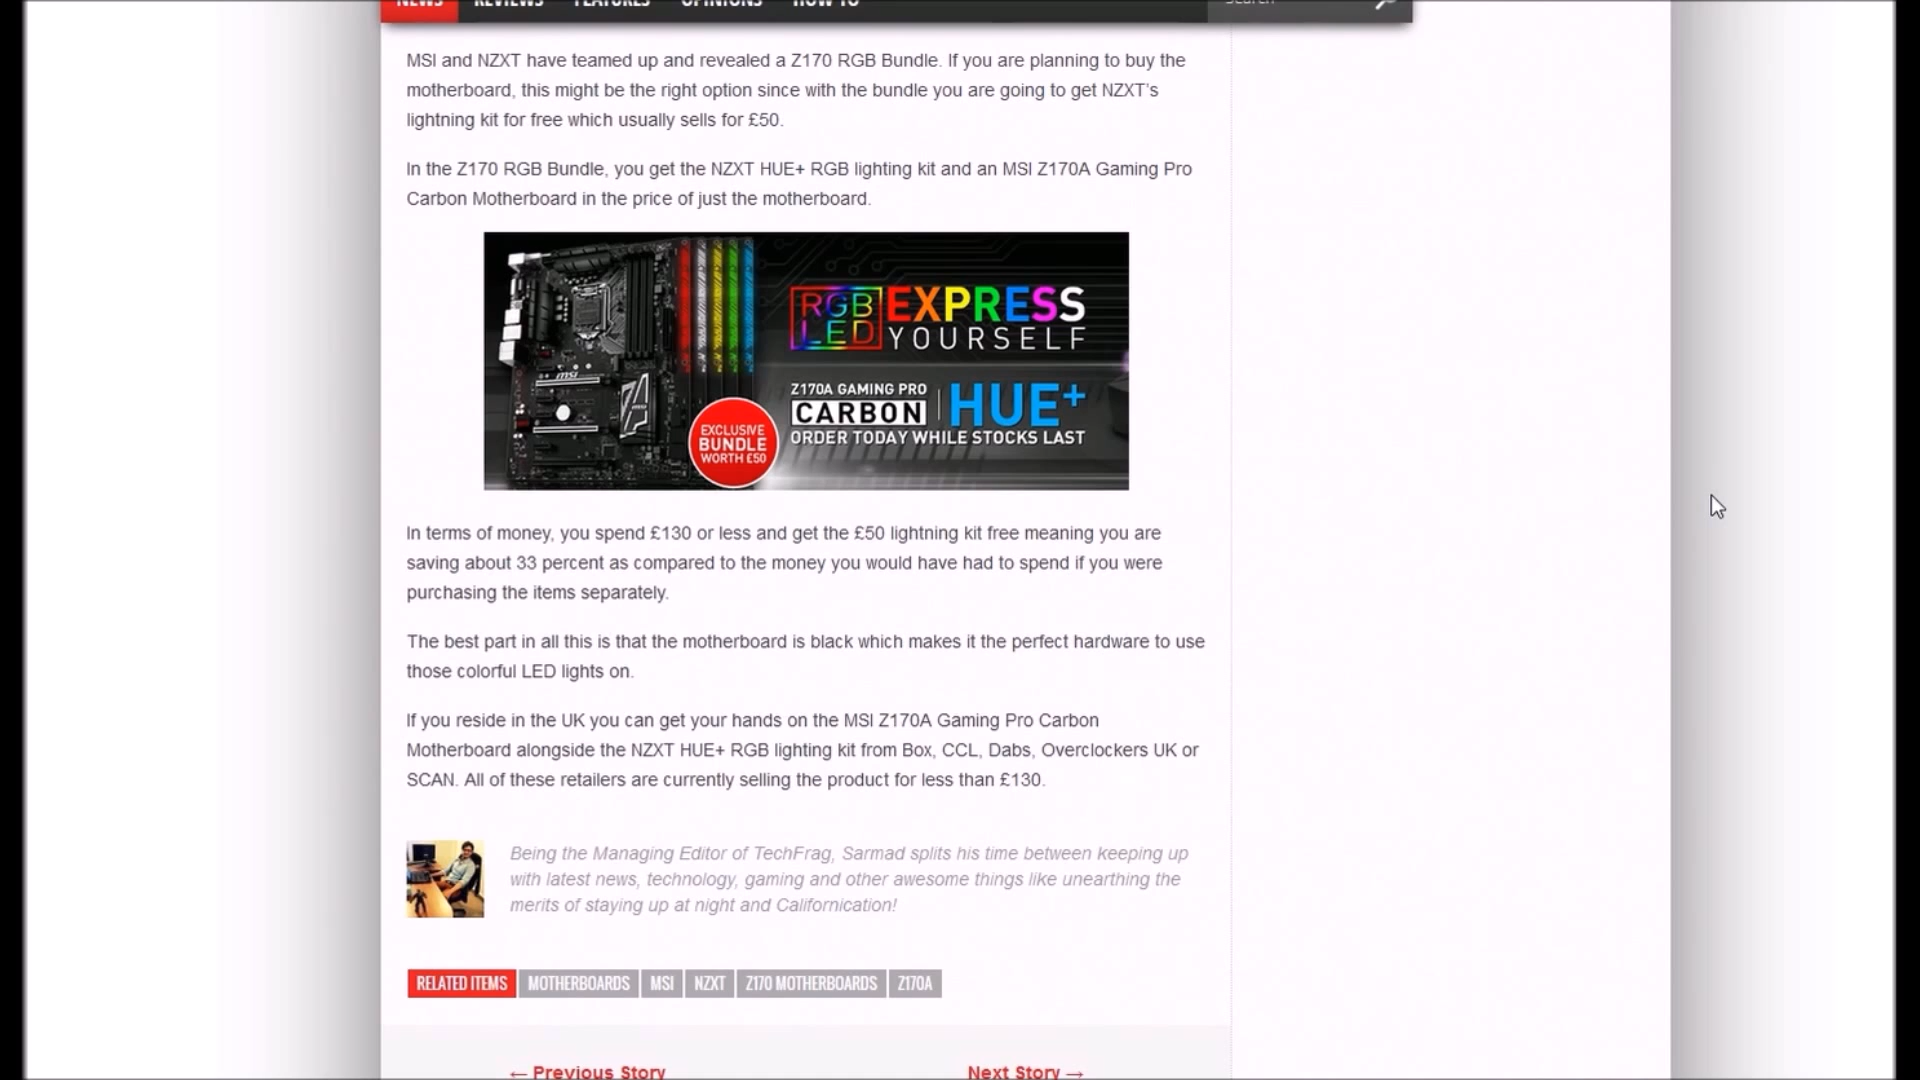 NEWS REVIEWS FEATURES OPINIONS HOW TO Search
MSI and NZXT have teamed up and revealed a Z170 RGB Bundle. If you are planning to buy the
motherboard, this might be the right option since with the bundle you are going to get NZXT's
lightning kit for free which usually sells for £50.
In the Z170 RGB Bundle, you get the NZXT HUE+ RGB lighting kit and an MSI Z170A Gaming Pro
Carbon Motherboard in the price of just the motherboard.
RGB LED EXPRESS
YOURSELF
Z170A GAMING PRO
CARBON HUE+
ORDER TODAY WHILE STOCKS LAST
EXCLUSIVE
BUNDLE
WORTH £50
msi
In terms of money, you spend £130 or less and get the £50 lightning kit free meaning you are
saving about 33 percent as compared to the money you would have had to spend if you were
purchasing the items separately.
The best part in all this is that the motherboard is black which makes it the perfect hardware to use
those colorful LED lights on.
If you reside in the UK you can get your hands on the MSI Z170A Gaming Pro Carbon
Motherboard alongside the NZXT HUE+ RGB lighting kit from Box, CCL, Dabs, Overclockers UK or
SCAN. All of these retailers are currently selling the product for less than £130.
Being the Managing Editor of TechFrag, Sarmad splits his time between keeping up
with latest news, technology, gaming and other awesome things like unearthing the
merits of staying up at night and Californication!
RELATED ITEMS MOTHERBOARDS MSI NZXT Z170 MOTHERBOARDS Z170A
← Previous Story Next Story →